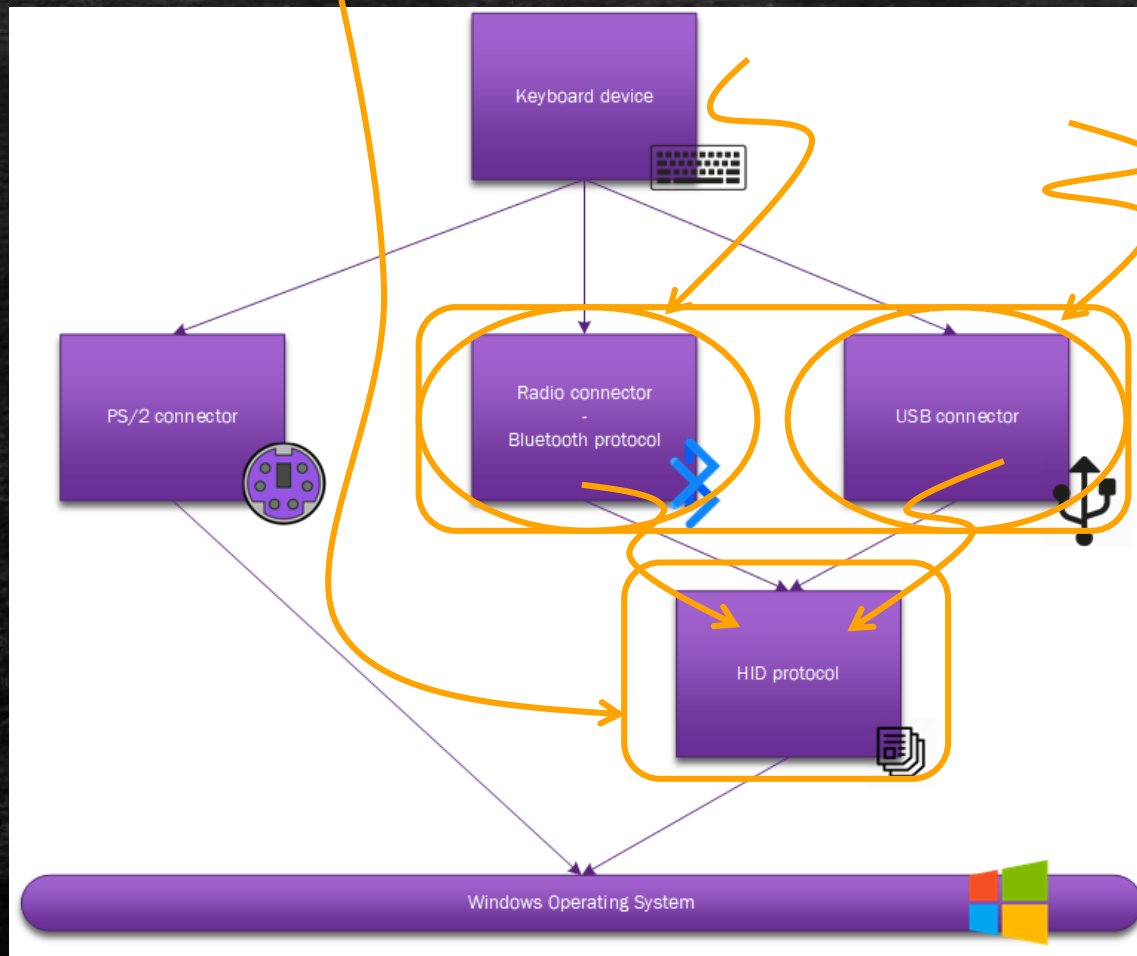 Keyboard device
PS/2 connector
Radio connector
-
Bluetooth protocol
USB connector
HID protocol
Windows Operating System